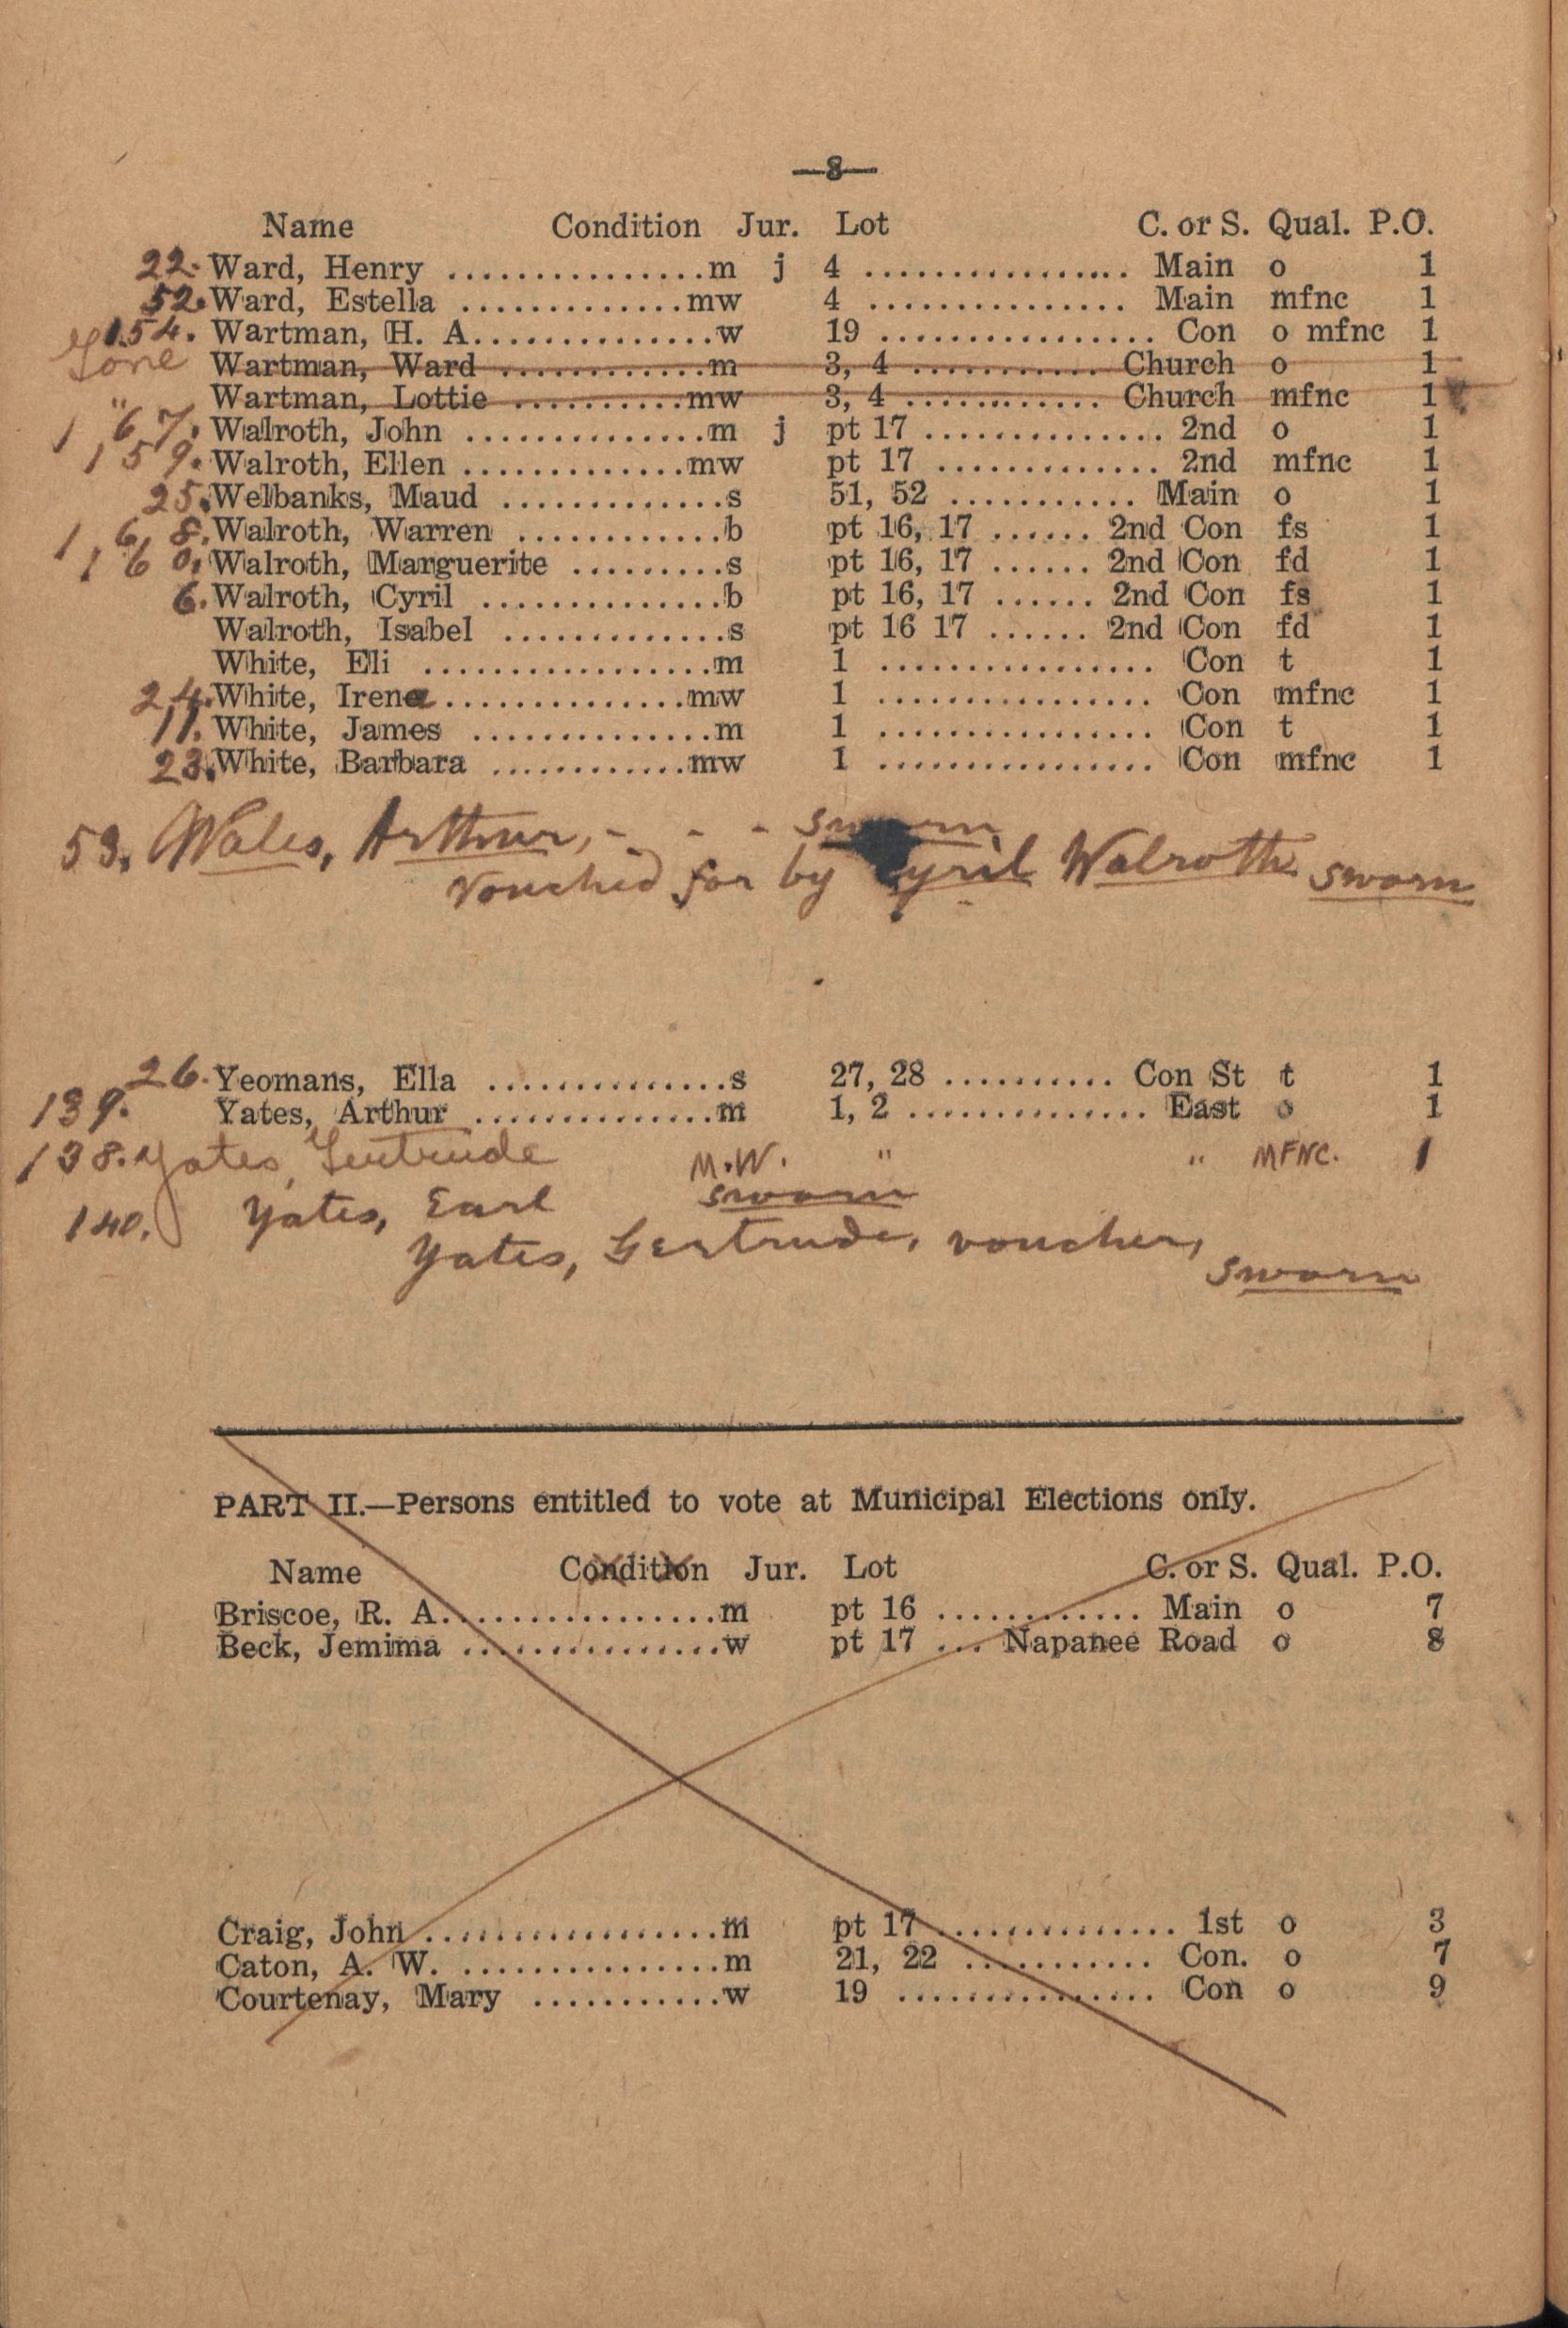 —8—
Name Condition Jur. Lot C. or S. Qual. P.O.
22. Ward, Henry ................m j 4 ................ Main o 1
52. Ward, Estella ..............mw 4 ................ Main mfnc 1
154. Wartman, H. A...............w 19 ................. Con o mfnc 1
Gone Wartman, Ward .............m 3, 4 ............ Church o 1
" Wartman, Lottie ...........mw 3, 4 ............ Church mfnc 1
167. Walroth, John ...............m j pt 17 ............... 2nd o 1
159. Walroth, Ellen ..............mw pt 17 .............. 2nd mfnc 1
25. Welbanks, Maud ..............s 51, 52 ............ Main o 1
168. Walroth, Warren .............b pt 16, 17 ...... 2nd Con fs 1
160. Walroth, Marguerite .........s pt 16, 17 ...... 2nd Con fd 1
6. Walroth, Cyril ...............b pt 16, 17 ...... 2nd Con fs 1
Walroth, Isabel ..............s pt 16 17 ...... 2nd Con fd 1
White, Eli ..................m 1 ................. Con t 1
24. White, Irene...............mw 1 ................. Con mfnc 1
11. White, James ...............m 1 ................. Con t 1
23. White, Barbara ............mw 1 ................. Con mfnc 1
53. Wales, Arthur, - - - sworn
vouched for by Cyril Walroth sworn
26. Yeomans, Ella ...............s 27, 28 .......... Con St t 1
139. Yates, Arthur ...............m 1, 2 ............... East o 1
138. Yates, Gertrude M.W. " " MFNC. 1
140. Yates, Earl sworn
Yates, Gertrude, voucher, sworn
PART II.—Persons entitled to vote at Municipal Elections only.
Name Condition Jur. Lot C. or S. Qual. P.O.
Briscoe, R. A.................m pt 16 ............. Main o 7
Beck, Jemima ................w pt 17 ... Napanee Road o 8
Craig, John ..................m pt 17............... 1st o 3
Caton, A. W. ................m 21, 22 ............ Con. o 7
Courtenay, Mary ............w 19 ................ Con o 9